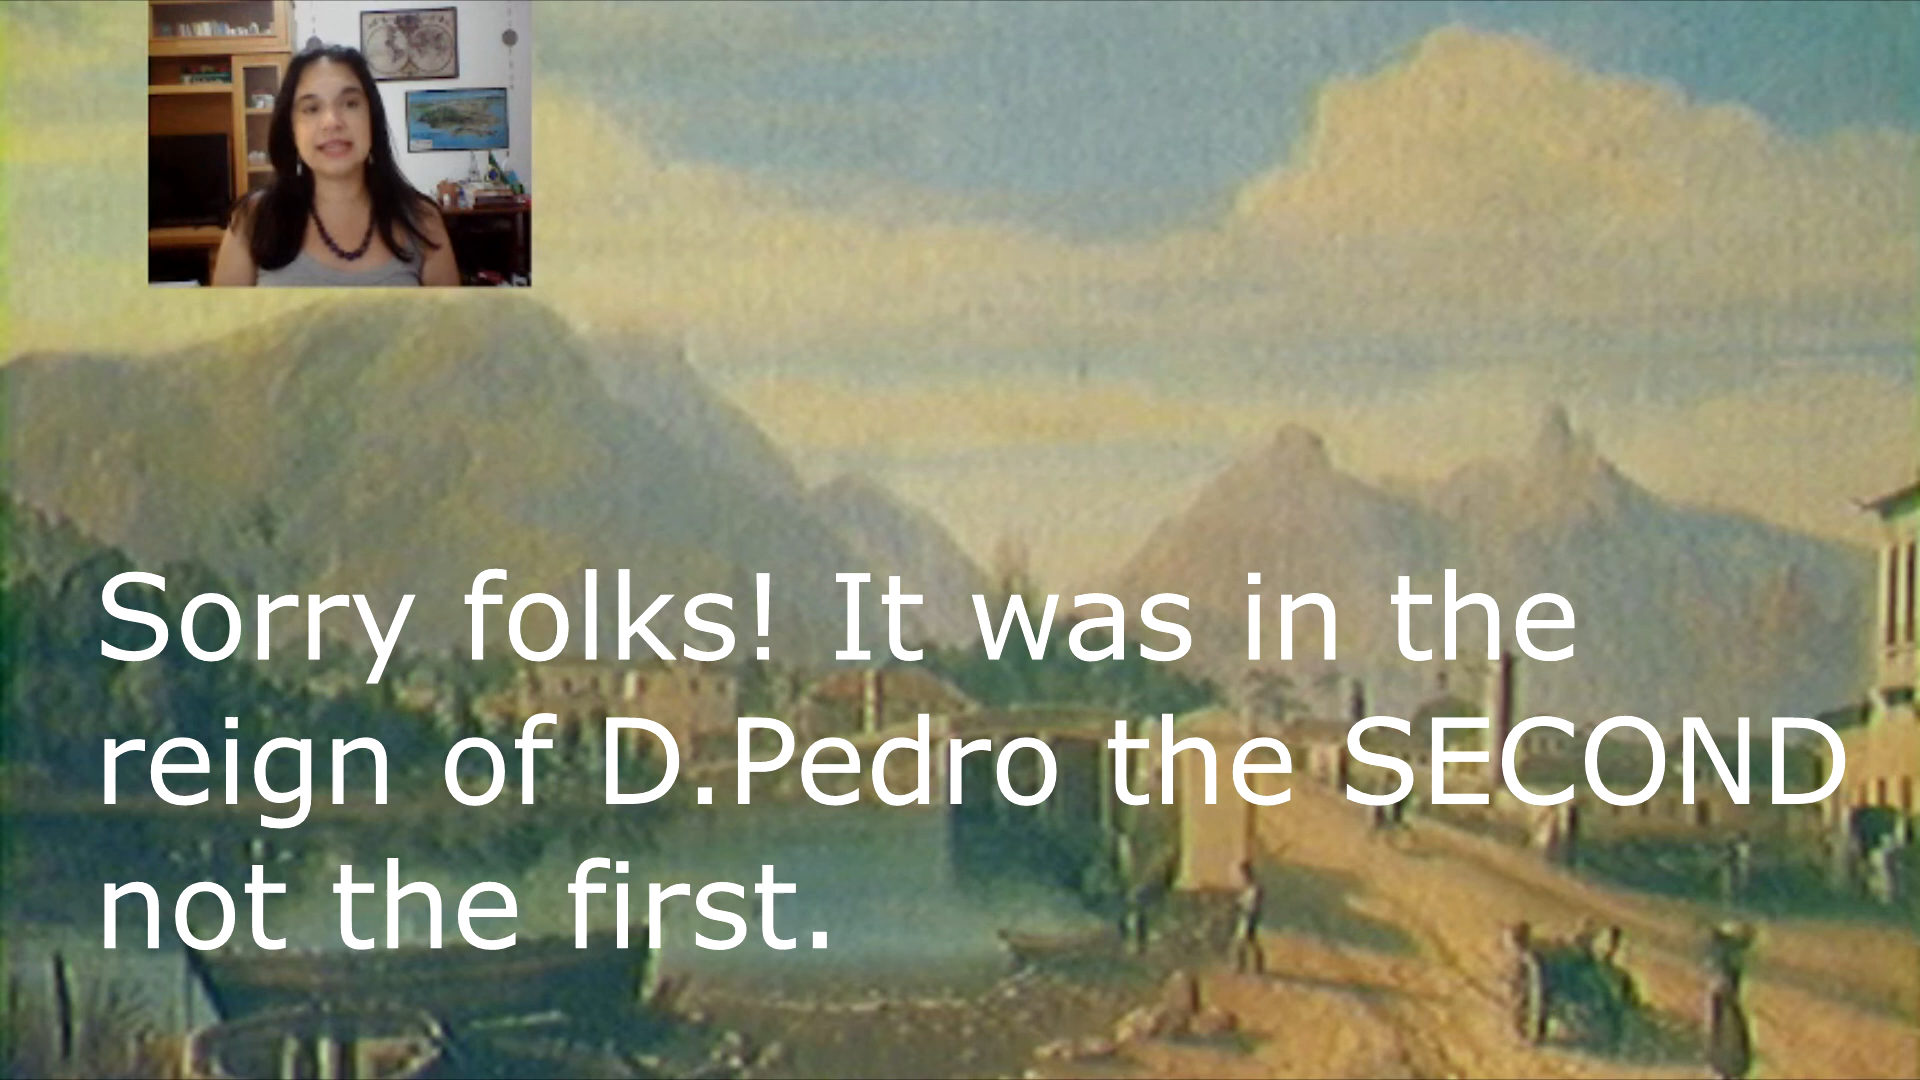 Sorry folks! It was in the
reign of D.Pedro the SECOND
not the first.